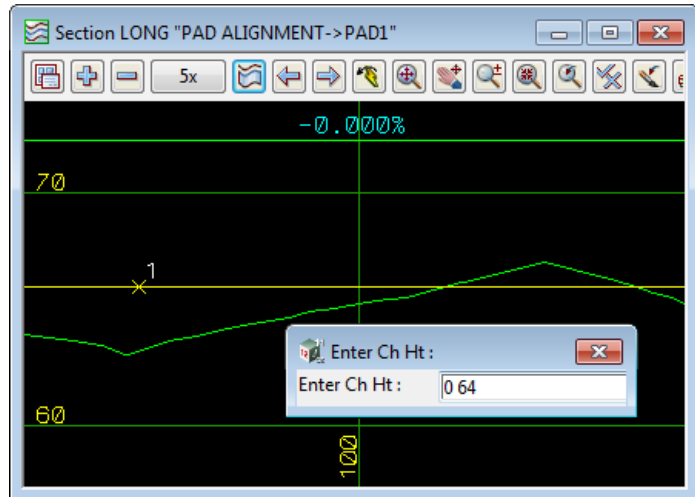 Section LONG "PAD ALIGNMENT->PAD1"
5x
-0.000%
70
1
Enter Ch Ht :
Enter Ch Ht :
0 64
60
100